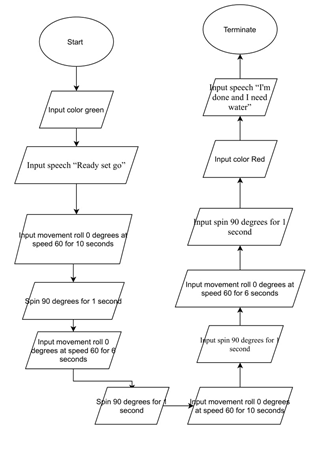 Start
Input color green
Input speech “Ready set go”
Input movement roll 0 degrees at
speed 60 for 10 seconds
Spin 90 degrees for 1 second
Input movement roll 0
degrees at speed 60 for 6
seconds
Spin 90 degrees for 1
second
Input movement roll 0 degrees
at speed 60 for 10 seconds
Input spin 90 degrees for 1
second
Input movement roll 0 degrees at
speed 60 for 6 seconds
Input spin 90 degrees for 1
second
Input color Red
Input speech “I'm
done and I need
water”
Terminate